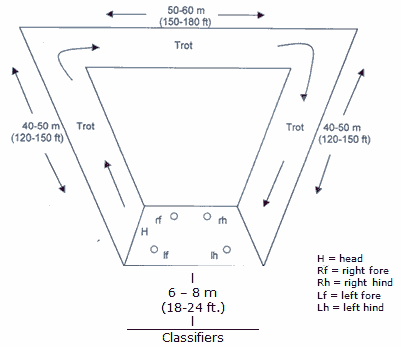 50-60 m
(150-180 ft)
Trot
40-50 m
(120-150 ft)
Trot
Trot
40-50 m
(120-150 ft)
rf
rh
H
lf
lh
6 – 8 m
(18-24 ft.)
Classifiers
H = head
Rf = right fore
Rh = right hind
Lf = left fore
Lh = left hind